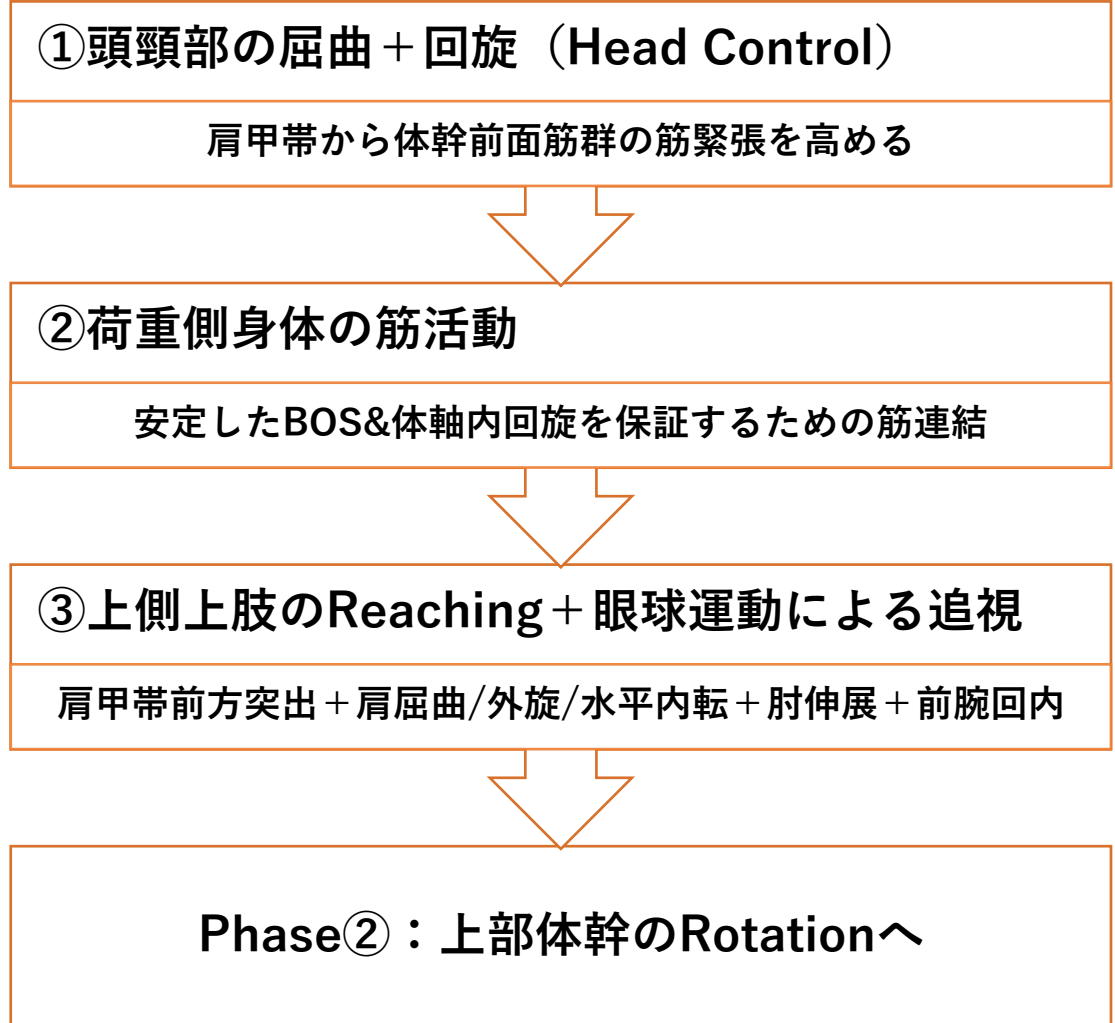 ①頭頸部の屈曲＋回旋（Head Control）
肩甲帯から体幹前面筋群の筋緊張を高める
②荷重側身体の筋活動
安定したBOS&体軸内回旋を保証するための筋連結
③上側上肢のReaching＋眼球運動による追視
肩甲帯前方突出＋肩屈曲/外旋/水平内転＋肘伸展＋前腕回内
Phase②：上部体幹のRotationへ